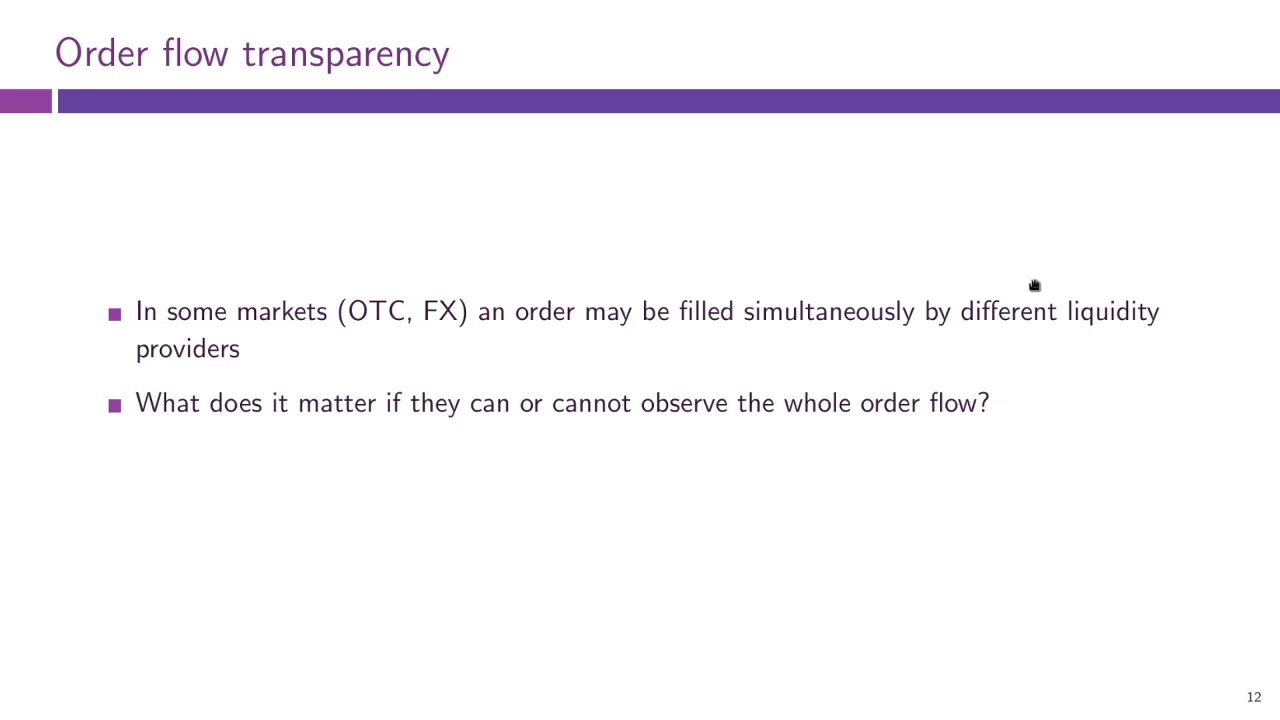 Order flow transparency
In some markets (OTC, FX) an order may be filled simultaneously by different liquidity
providers
What does it matter if they can or cannot observe the whole order flow?
12